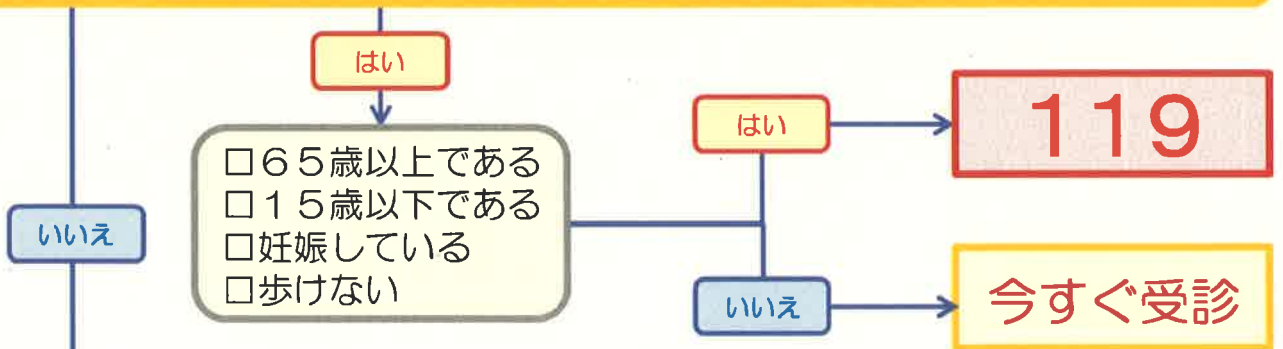 はい
□65歳以上である
□15歳以下である
□妊娠している
□歩けない
いいえ
はい
119
いいえ
今すぐ受診